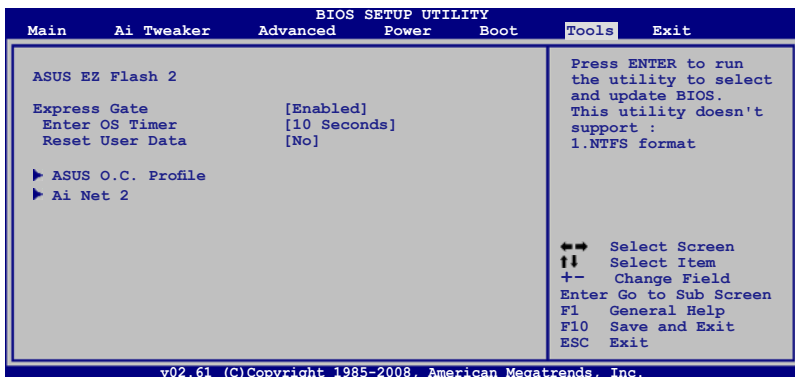 BIOS SETUP UTILITY
Main Ai Tweaker Advanced Power Boot Tools Exit
ASUS EZ Flash 2
Express Gate [Enabled]
Enter OS Timer [10 Seconds]
Reset User Data [No]
ASUS O.C. Profile
Ai Net 2
Press ENTER to run
the utility to select
and update BIOS.
This utility doesn't
support :
1.NTFS format
Select Screen
Select Item
+- Change Field
Enter Go to Sub Screen
F1 General Help
F10 Save and Exit
ESC Exit
v02.61 (C)Copyright 1985-2008, American Megatrends, Inc.